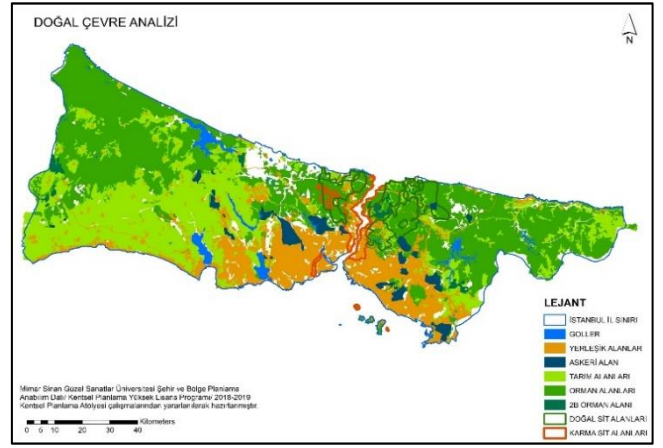 DOĞAL ÇEVRE ANALİZİ
N
LEJANT
İSTANBUL İL SINIRI
GÖLLER
YERLEŞİK ALANLAR
ASKERİ ALAN
TARIM ALANLARI
ORMAN ALANLARI
2B ORMAN ALANI
DOĞAL SİT ALANLARI
KARMA SİT ALANLARI
Mimar Sinan Güzel Sanatlar Üniversitesi Şehir ve Bölge Planlama
Anabilim Dalı/ Kentsel Planlama Yüksek Lisans Programı/ 2018-2019
Kentsel Planlama Atölyesi çalışmalarından yararlanılarak hazırlanmıştır.
Kilometers
0 5 10 20 30 40